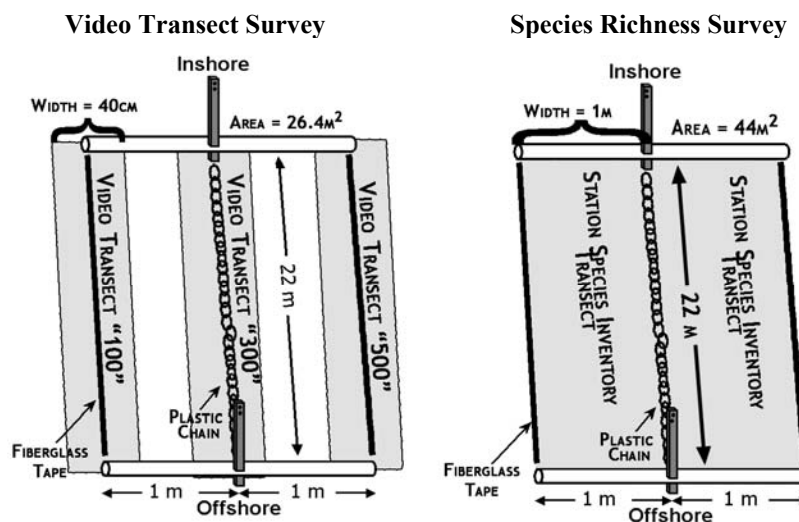 Video Transect Survey
Inshore
WIDTH = 40CM
AREA = 26.4M²
VIDEO TRANSECT "100"
VIDEO TRANSECT "300"
VIDEO TRANSECT "500"
22 m
PLASTIC
CHAIN
FIBERGLASS
TAPE
1 m
1 m
Offshore
Species Richness Survey
Inshore
WIDTH = 1M
AREA = 44M²
STATION SPECIES INVENTORY
TRANSECT
STATION SPECIES INVENTORY
TRANSECT
22 M
PLASTIC
CHAIN
FIBERGLASS
TAPE
1 m
1 m
Offshore